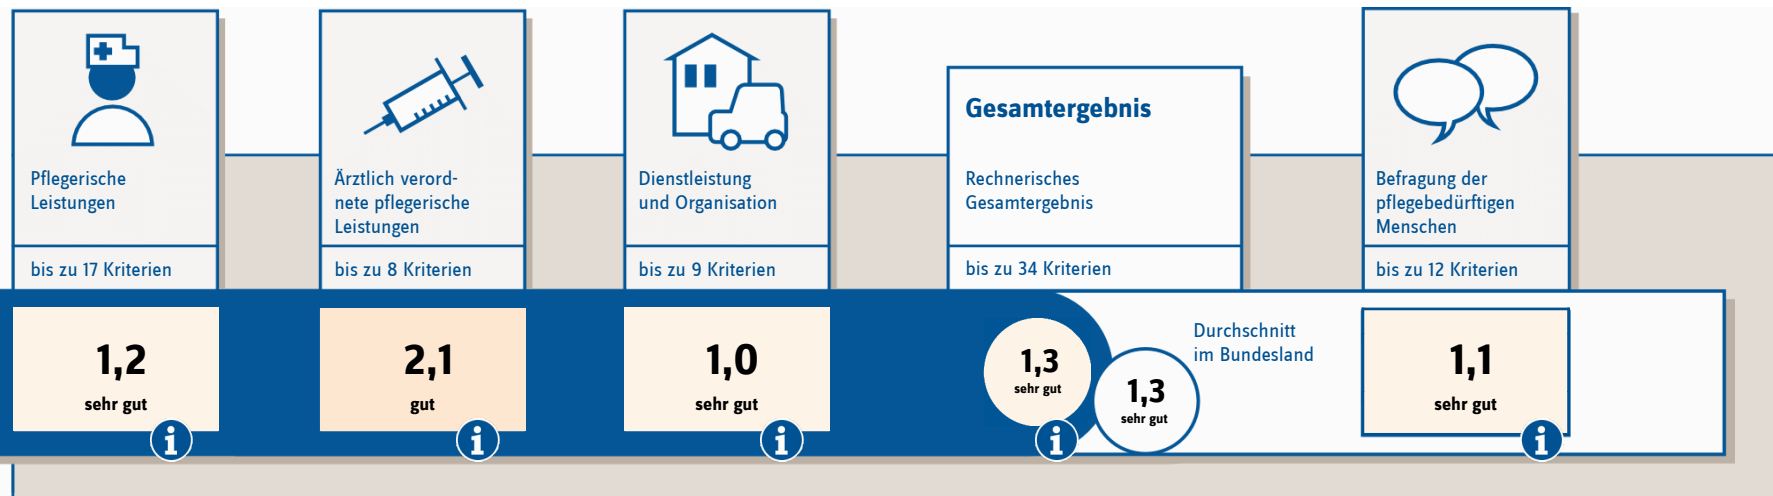 Pflegerische
Leistungen
bis zu 17 Kriterien
1,2
sehr gut
i
Ärztlich verord-
nete pflegerische
Leistungen
bis zu 8 Kriterien
2,1
gut
i
Dienstleistung
und Organisation
bis zu 9 Kriterien
1,0
sehr gut
i
Gesamtergebnis
Rechnerisches
Gesamtergebnis
bis zu 34 Kriterien
1,3
sehr gut
i
1,3
sehr gut
Durchschnitt
im Bundesland
Befragung der
pflegebedürftigen
Menschen
bis zu 12 Kriterien
1,1
sehr gut
i